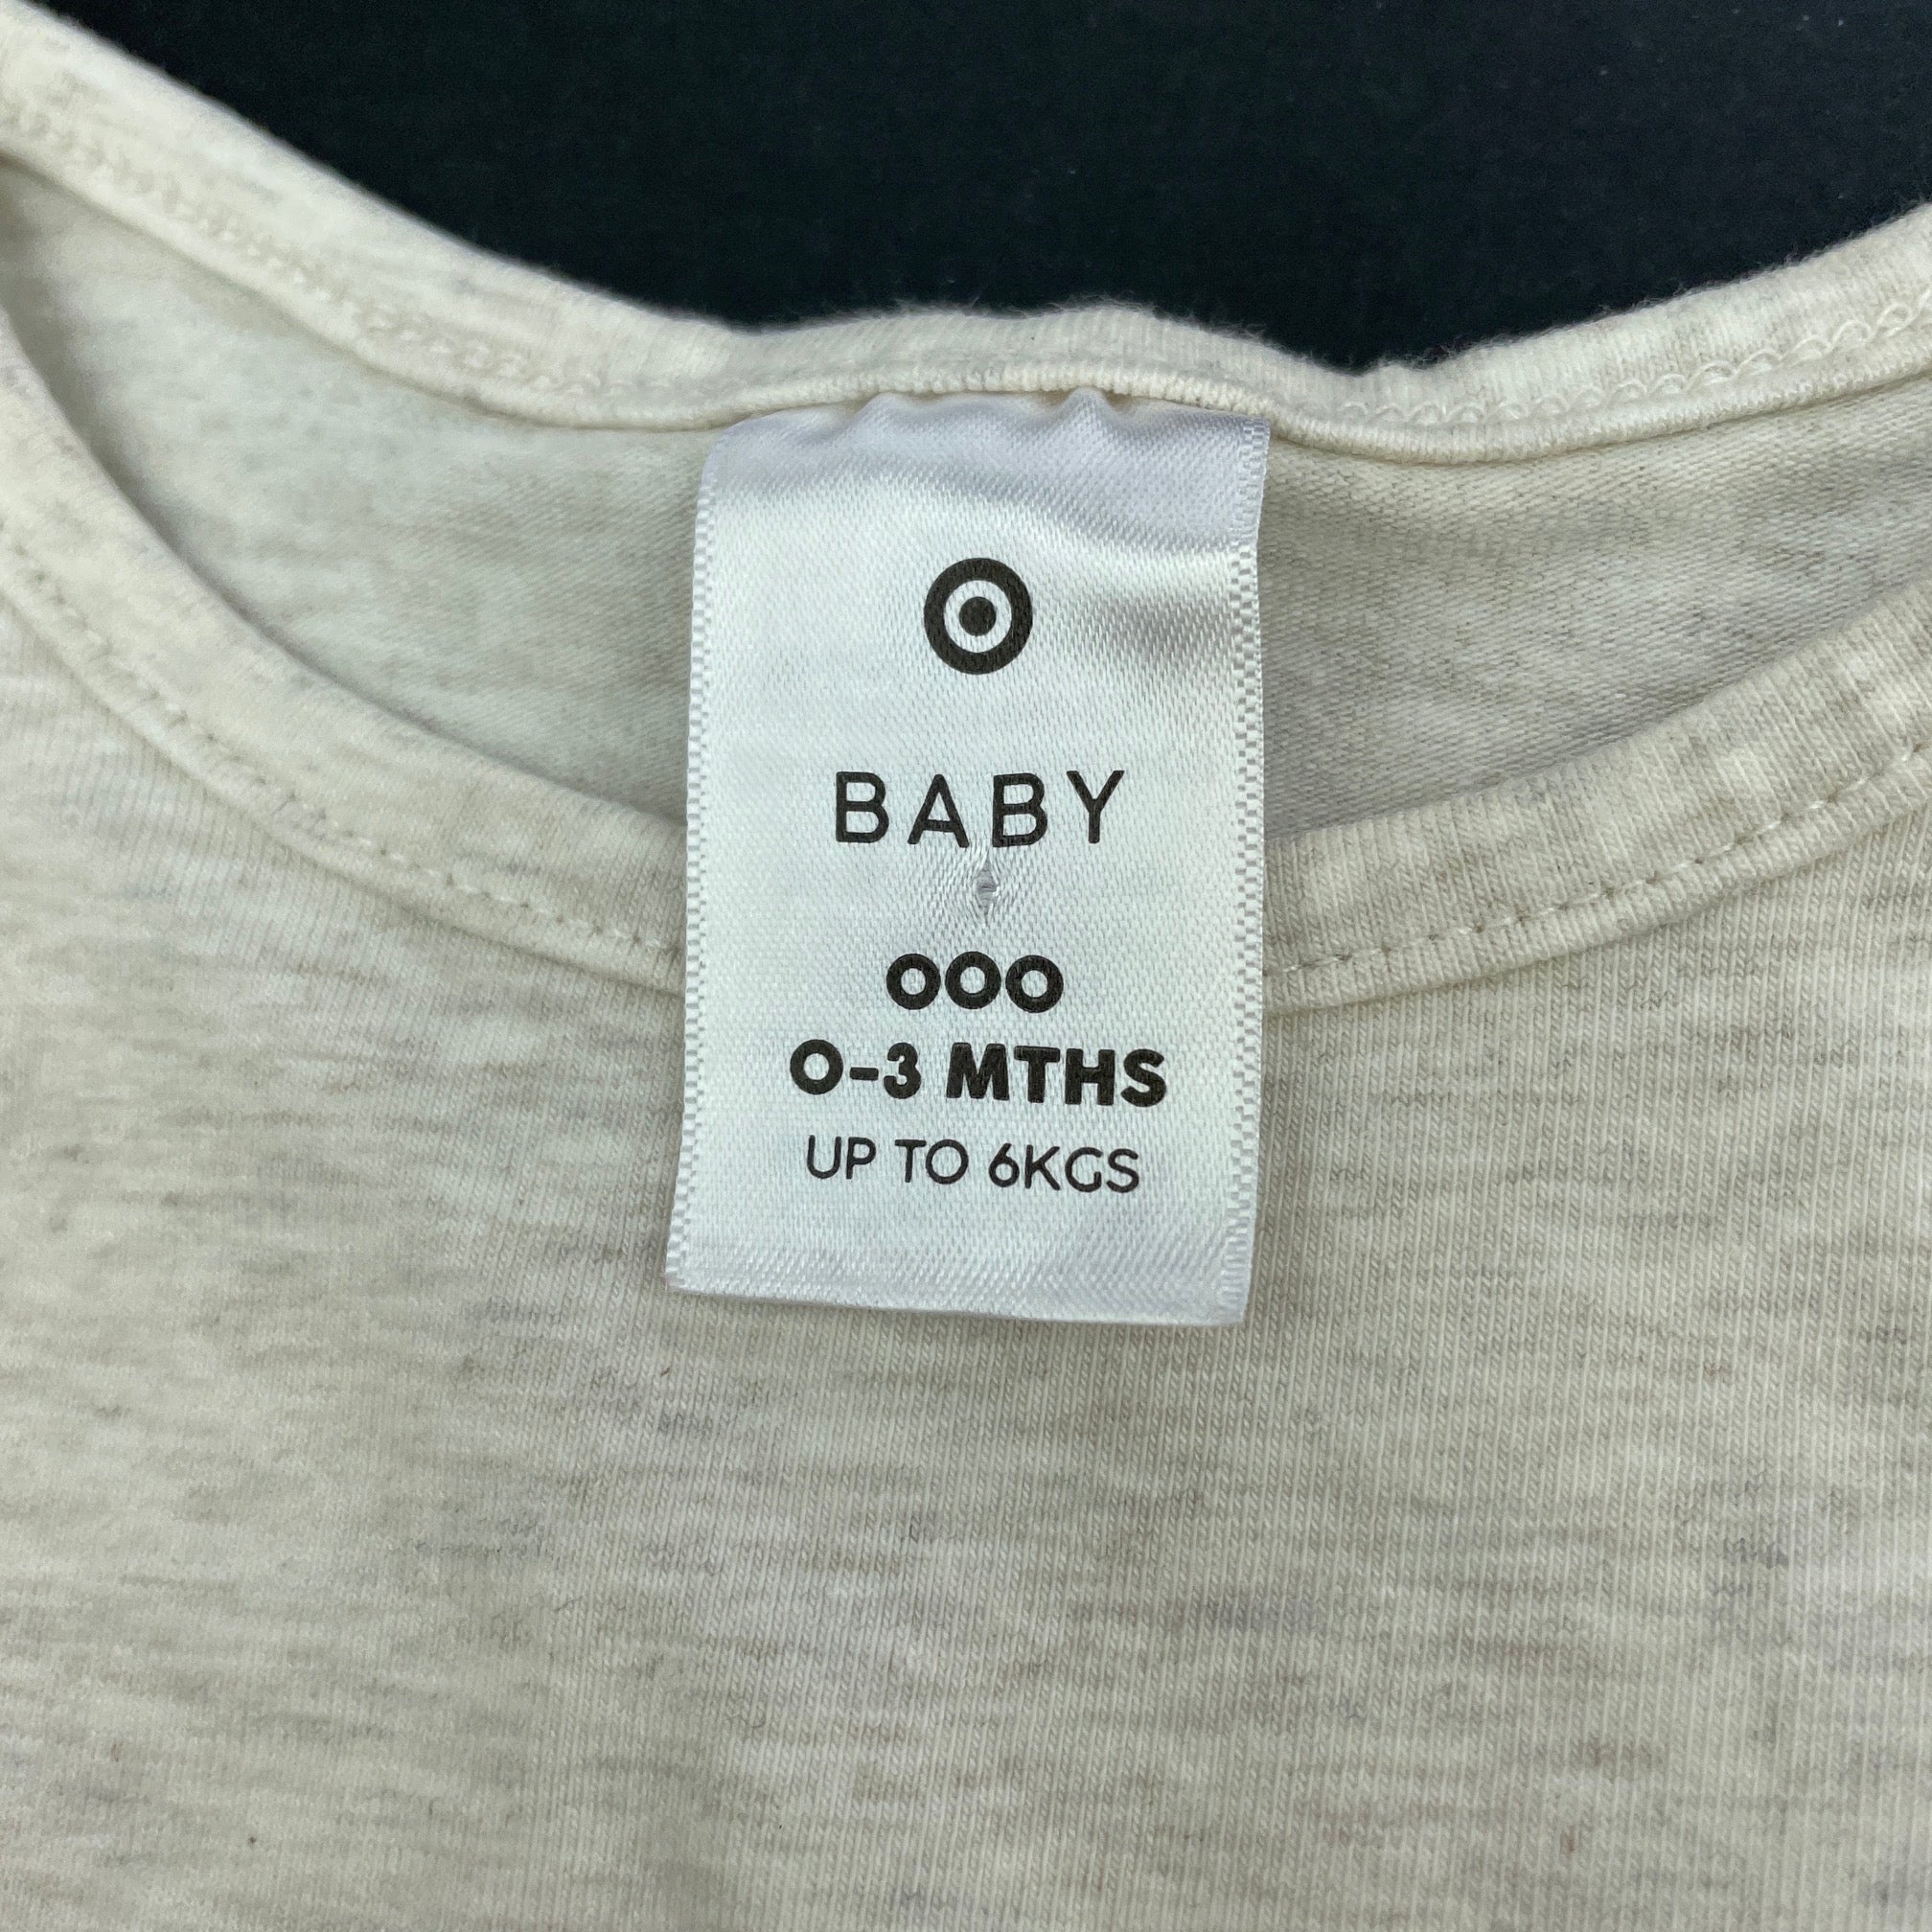 BABY
000
0-3 MTHS
UP TO 6KGS